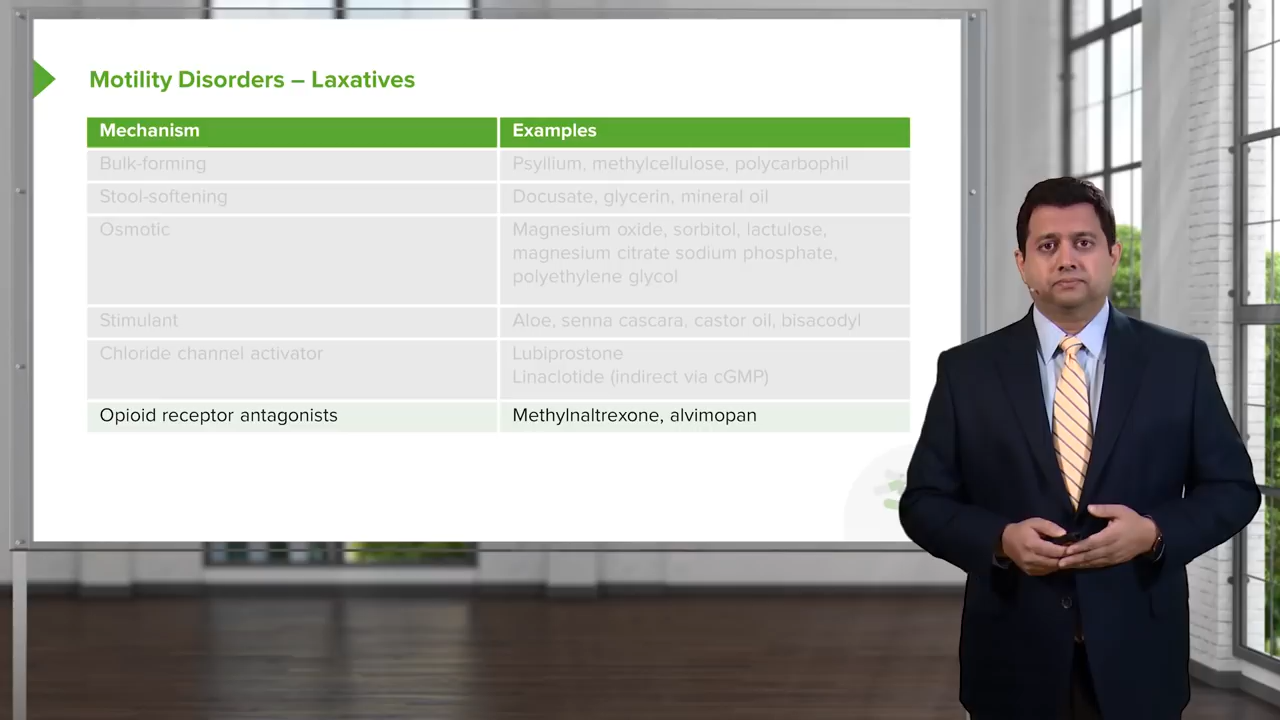 Motility Disorders – Laxatives
Mechanism
Examples
Bulk-forming
Psyllium, methylcellulose, polycarbophil
Stool-softening
Docusate, glycerin, mineral oil
Osmotic
Magnesium oxide, sorbitol, lactulose,
magnesium citrate sodium phosphate,
polyethylene glycol
Stimulant
Aloe, senna cascara, castor oil, bisacodyl
Chloride channel activator
Lubiprostone
Linaclotide (indirect via cGMP)
Opioid receptor antagonists
Methylnaltrexone, alvimopan